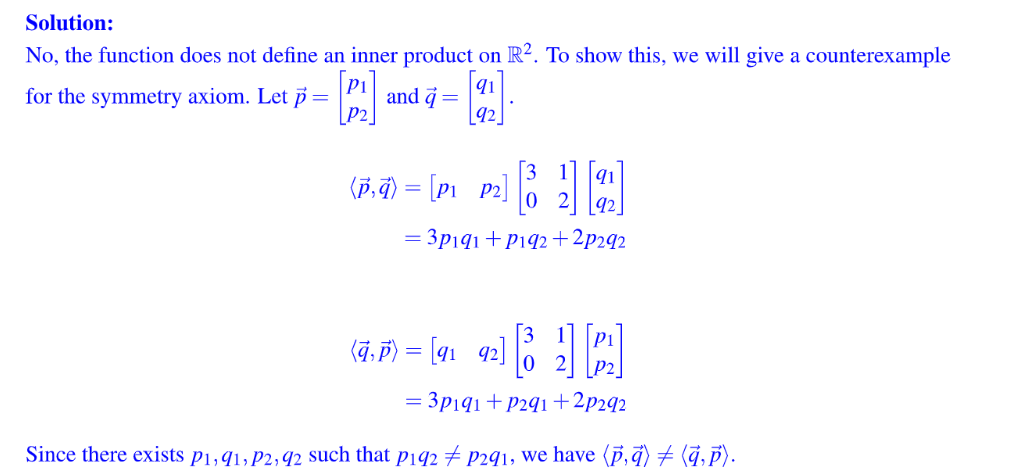 Solution:
No, the function does not define an inner product on ℝ². To show this, we will give a counterexample
for the symmetry axiom. Let $\vec{p} = \begin{bmatrix} p_1 \\ p_2 \end{bmatrix}$ and $\vec{q} = \begin{bmatrix} q_1 \\ q_2 \end{bmatrix}$.
$\langle \vec{p}, \vec{q} \rangle = \begin{bmatrix} p_1 & p_2 \end{bmatrix} \begin{bmatrix} 3 & 1 \\ 0 & 2 \end{bmatrix} \begin{bmatrix} q_1 \\ q_2 \end{bmatrix}$
$= 3p_1q_1 + p_1q_2 + 2p_2q_2$
$\langle \vec{q}, \vec{p} \rangle = \begin{bmatrix} q_1 & q_2 \end{bmatrix} \begin{bmatrix} 3 & 1 \\ 0 & 2 \end{bmatrix} \begin{bmatrix} p_1 \\ p_2 \end{bmatrix}$
$= 3p_1q_1 + p_2q_1 + 2p_2q_2$
Since there exists $p_1, q_1, p_2, q_2$ such that $p_1q_2 \neq p_2q_1$, we have $\langle \vec{p}, \vec{q} \rangle \neq \langle \vec{q}, \vec{p} \rangle$.